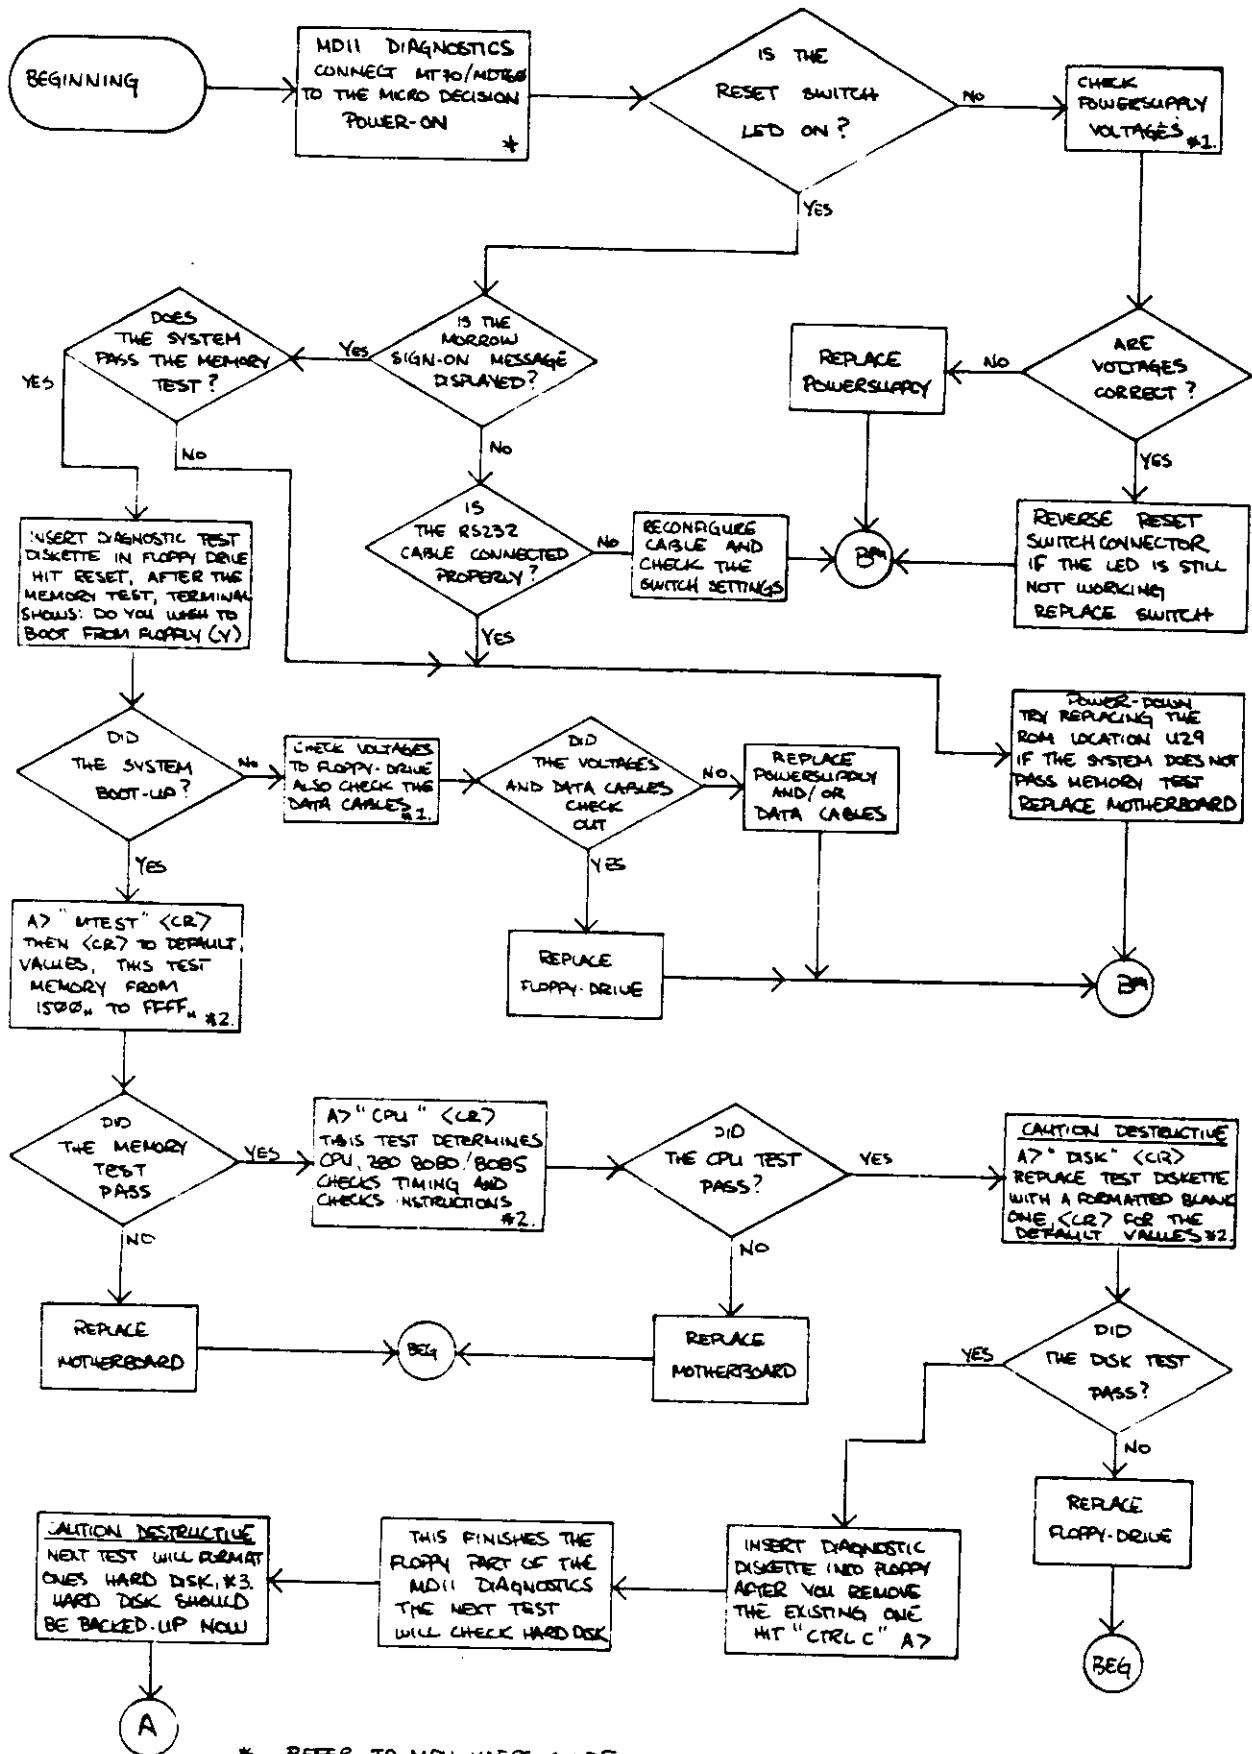 BEGINNING
MD11 DIAGNOSTICS
CONNECT MT70/MDT60
TO THE MICRO DECISION
POWER-ON
*
IS THE
RESET SWITCH
LED ON?
NO
YES
CHECK
POWERSUPPLY
VOLTAGES *1.
DOES
THE SYSTEM
PASS THE MEMORY
TEST?
YES
NO
YES
IS THE
MORROW
SIGN-ON MESSAGE
DISPLAYED?
NO
REPLACE
POWERSUPPLY
NO
ARE
VOLTAGES
CORRECT?
YES
INSERT DIAGNOSTIC TEST
DISKETTE IN FLOPPY DRIVE
HIT RESET, AFTER THE
MEMORY TEST, TERMINAL
SHOWS: DO YOU WISH TO
BOOT FROM FLOPPLY (Y)
IS
THE RS232
CABLE CONNECTED
PROPERLY?
NO
YES
RECONFIGURE
CABLE AND
CHECK THE
SWITCH SETTINGS
REVERSE RESET
SWITCH CONNECTOR
IF THE LED IS STILL
NOT WORKING
REPLACE SWITCH
DID
THE SYSTEM
BOOT-UP?
NO
YES
CHECK VOLTAGES
TO FLOPPY-DRIVE
ALSO CHECK THE
DATA CABLES *1.
DID
THE VOLTAGES
AND DATA CABLES
CHECK
OUT
NO
YES
REPLACE
POWERSUPPLY
AND/OR
DATA CABLES
POWER-DOWN
TRY REPLACING THE
ROM LOCATION U29
IF THE SYSTEM DOES NOT
PASS MEMORY TEST
REPLACE MOTHERBOARD
A> "MTEST" <CR>
THEN <CR> TO DEFAULT
VALUES, THIS TEST
MEMORY FROM
1500H TO FFFFH *2.
REPLACE
FLOPPY-DRIVE
DID
THE MEMORY
TEST
PASS
YES
NO
A> "CPU" <CR>
THIS TEST DETERMINES
CPU, Z80 8080/8085
CHECKS TIMING AND
CHECKS INSTRUCTIONS
*2.
DID
THE CPU TEST
PASS?
YES
NO
CAUTION DESTRUCTIVE
A> "DISK" <CR>
REPLACE TEST DISKETTE
WITH A FORMATTED BLANK
ONE, <CR> FOR THE
DEFAULT VALUES *2.
REPLACE
MOTHERBOARD
BEG
REPLACE
MOTHERBOARD
YES
DID
THE DISK TEST
PASS?
NO
CAUTION DESTRUCTIVE
NEXT TEST WILL FORMAT
ONES HARD DISK, *3.
HARD DISK SHOULD
BE BACKED-UP NOW
THIS FINISHES THE
FLOPPY PART OF THE
MD11 DIAGNOSTICS
THE NEXT TEST
WILL CHECK HARD DISK
INSERT DIAGNOSTIC
DISKETTE INTO FLOPPY
AFTER YOU REMOVE
THE EXISTING ONE
HIT "CTRL C" A>
REPLACE
FLOPPY-DRIVE
BEG
A